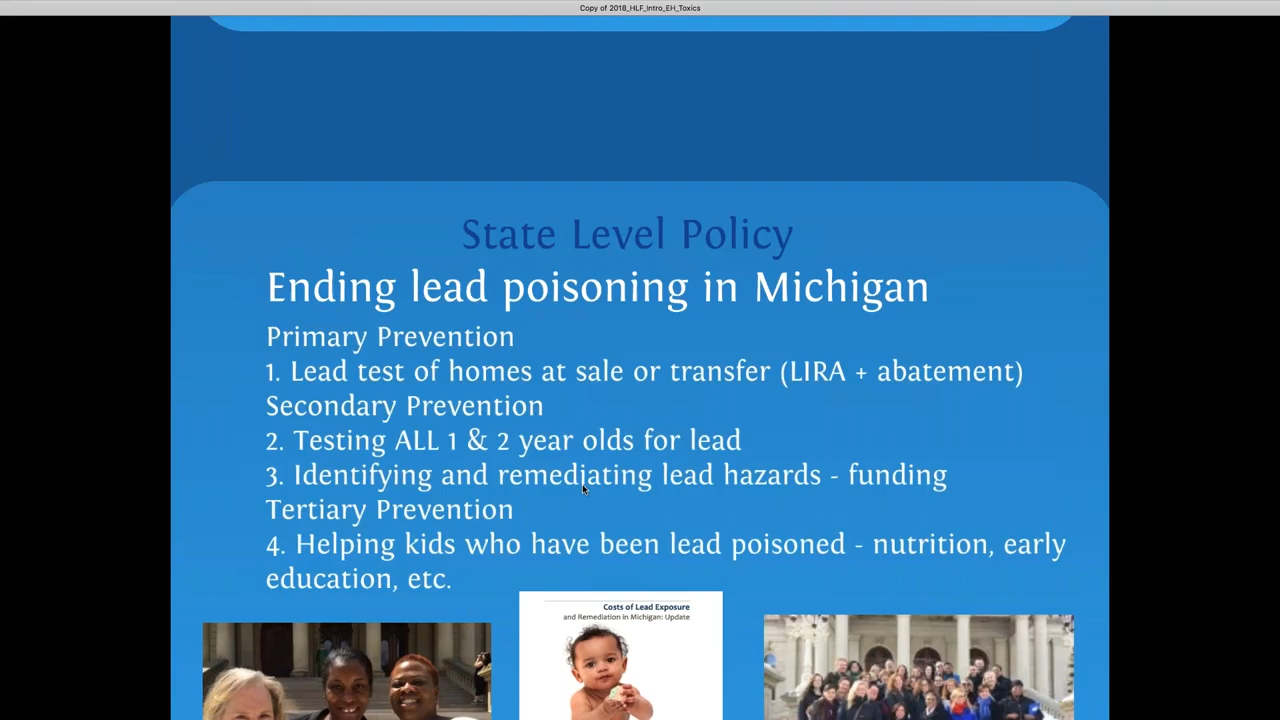 Copy of 2018_HLF_Intro_EH_Toxics
State Level Policy
Ending lead poisoning in Michigan
Primary Prevention
1. Lead test of homes at sale or transfer (LIRA + abatement)
Secondary Prevention
2. Testing ALL 1 & 2 year olds for lead
3. Identifying and remediating lead hazards - funding
Tertiary Prevention
4. Helping kids who have been lead poisoned - nutrition, early
education, etc.
Costs of Lead Exposure
and Remediation in Michigan: Update